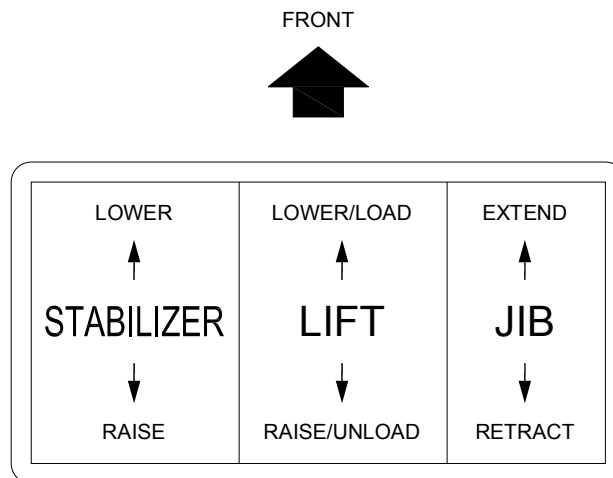 FRONT
LOWER LOWER/LOAD EXTEND
STABILIZER LIFT JIB
RAISE RAISE/UNLOAD RETRACT